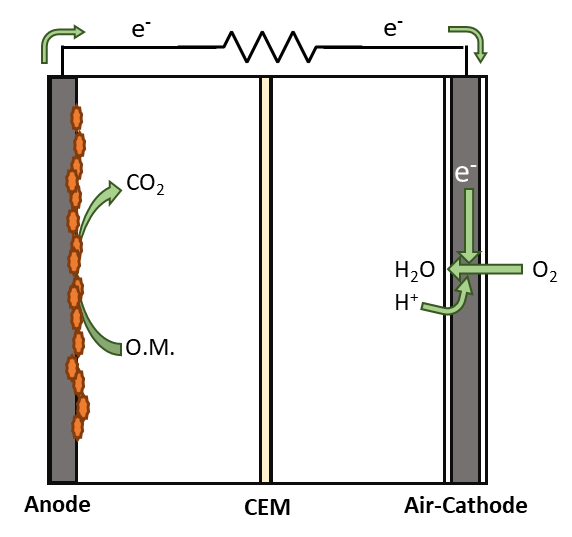 e⁻ e⁻
CO₂
e⁻
H₂O O₂
H⁺
O.M.
Anode CEM Air-Cathode